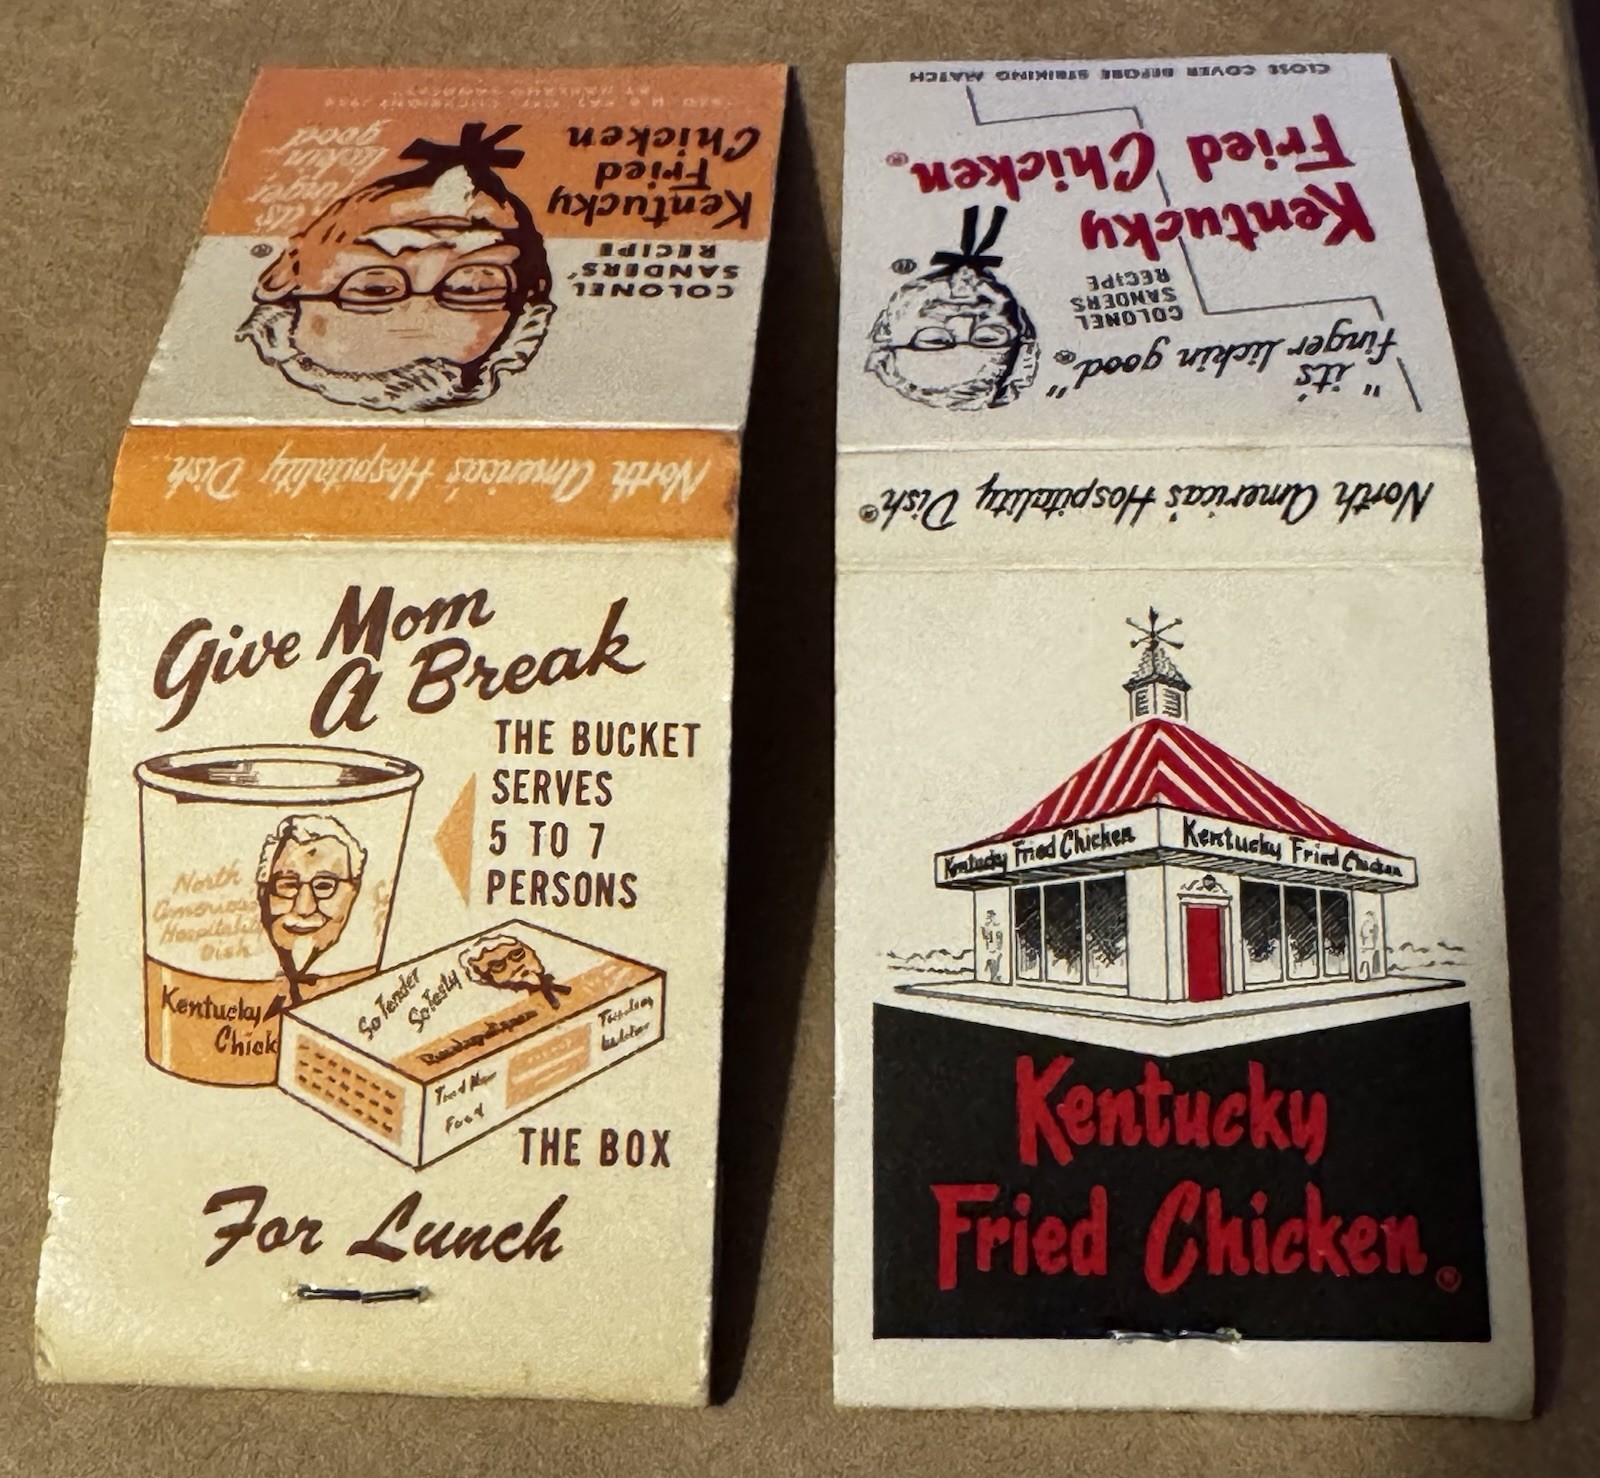 Kentucky
Fried
Chicken
COLONEL
SANDERS'
RECIPE
®
it's
finger
lickin
good
North America's Hospitality Dish
Give Mom
A Break
THE BUCKET
SERVES
5 TO 7
PERSONS
North
America's
Hospitality
Dish
Kentucky
Chick
So Tender
So Tasty
THE BOX
For Lunch
CLOSE COVER BEFORE STRIKING MATCH
"it's
finger lickin good®"
COLONEL
SANDERS
RECIPE
®
Kentucky
Fried Chicken®
North America's Hospitality Dish®
Kentucky Fried Chicken
Kentucky Fried Chicken
Kentucky
Fried Chicken®